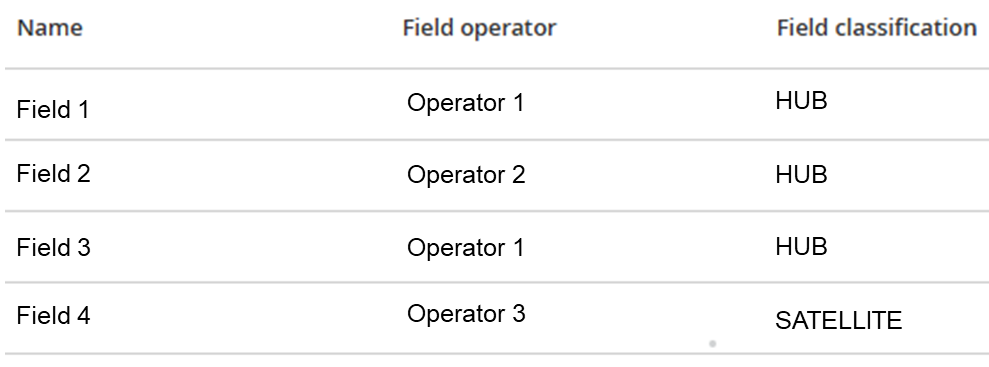 Name Field operator Field classification
Field 1 Operator 1 HUB
Field 2 Operator 2 HUB
Field 3 Operator 1 HUB
Field 4 Operator 3 SATELLITE